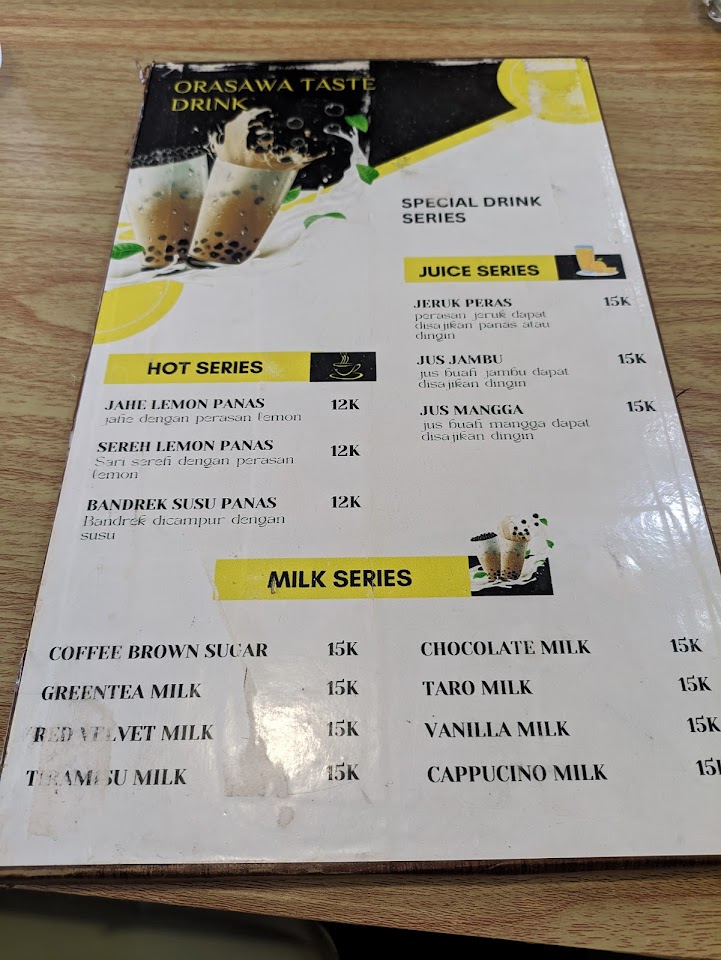 ORASAWA TASTE
DRINK
SPECIAL DRINK
SERIES
JUICE SERIES
JERUK PERAS 15K
perasan jeruk dapat
disajikan panas atau
dingin
JUS JAMBU 15K
jus buah jambu dapat
disajikan dingin
JUS MANGGA 15K
jus buah mangga dapat
disajikan dingin
HOT SERIES
JAHE LEMON PANAS 12K
jahe dengan perasan lemon
SEREH LEMON PANAS 12K
Sari sereh dengan perasan
lemon
BANDREK SUSU PANAS 12K
Bandrek dicampur dengan
susu
MILK SERIES
COFFEE BROWN SUGAR 15K
GREENTEA MILK 15K
RED VELVET MILK 15K
TIRAMISU MILK 15K
CHOCOLATE MILK 15K
TARO MILK 15K
VANILLA MILK 15K
CAPPUCINO MILK 15K